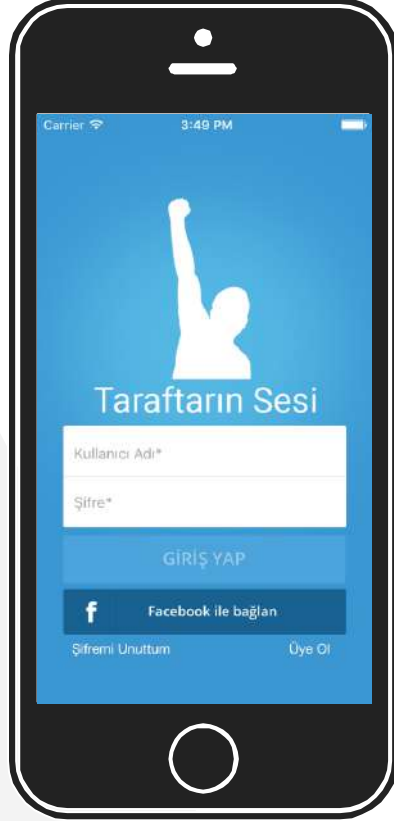 Carrier 3:49 PM
Taraftarın Sesi
Kullanıcı Adı*
Şifre*
GİRİŞ YAP
f Facebook ile bağlan
Şifremi Unuttum Üye Ol